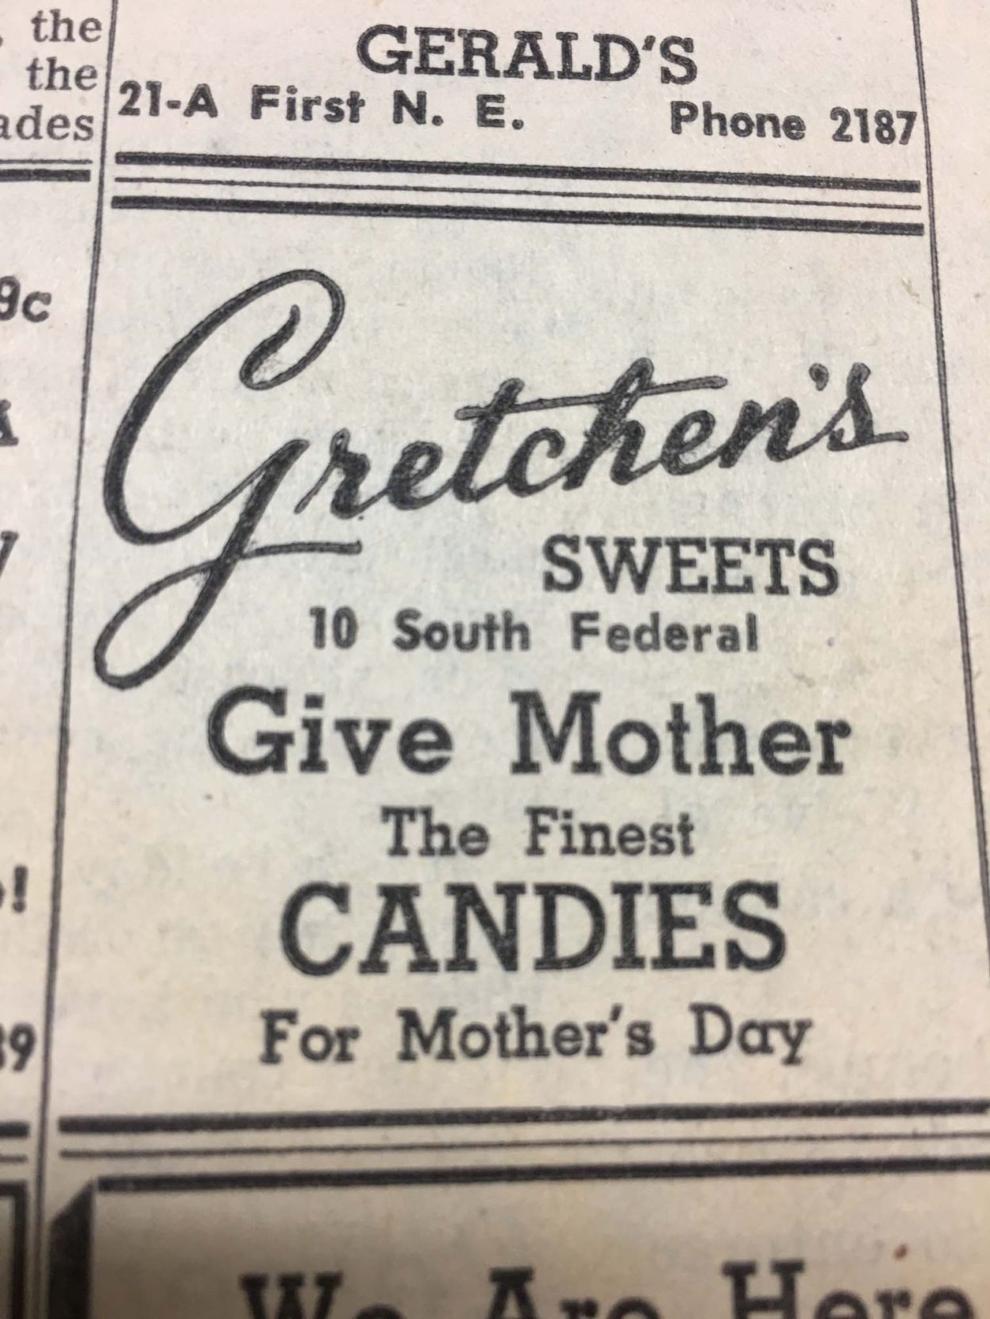 the
the
GERALD'S
21-A First N. E. Phone 2187
9c
Gretchen's
SWEETS
10 South Federal
Give Mother
The Finest
CANDIES
For Mother's Day
We Are Here